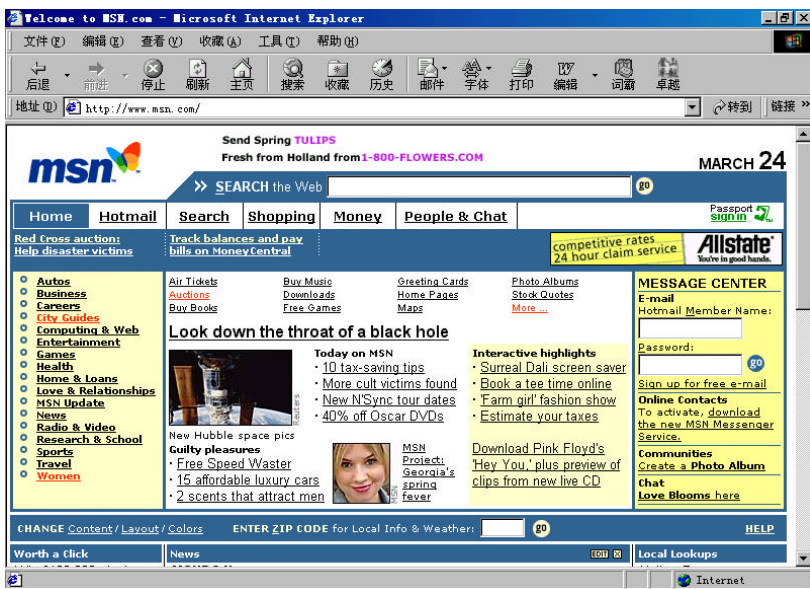 Welcome to MSN.com - Microsoft Internet Explorer
文件(F) 编辑(E) 查看(V) 收藏(A) 工具(T) 帮助(H)
后退 前进 停止 刷新 主页 搜索 收藏 历史 邮件 字体 打印 编辑 词霸 卓越
地址(D) http://www.msn.com/ 转到 链接 »
Send Spring TULIPS
Fresh from Holland from 1-800-FLOWERS.COM
msn
MARCH 24
>> SEARCH the Web go
Home Hotmail Search Shopping Money People & Chat
Passport
sign in
Red Cross auction:
Help disaster victims
Track balances and pay
bills on MoneyCentral
competitive rates
24 hour claim service
Allstate
You're in good hands.
Autos
Business
Careers
City Guides
Computing & Web
Entertainment
Games
Health
Home & Loans
Love & Relationships
MSN Update
News
Radio & Video
Research & School
Sports
Travel
Women
Air Tickets Buy Music Greeting Cards Photo Albums
Auctions Downloads Home Pages Stock Quotes
Buy Books Free Games Maps More ...
Look down the throat of a black hole
Reuters
New Hubble space pics
Today on MSN
· 10 tax-saving tips
· More cult victims found
· New N'Sync tour dates
· 40% off Oscar DVDs
Interactive highlights
· Surreal Dali screen saver
· Book a tee time online
· 'Farm girl' fashion show
· Estimate your taxes
Guilty pleasures
· Free Speed Waster
· 15 affordable luxury cars
· 2 scents that attract men
MSN
MSN
Project:
Georgia's
spring
fever
Download Pink Floyd's
'Hey You,' plus preview of
clips from new live CD
MESSAGE CENTER
E-mail
Hotmail Member Name:
Password:
go
Sign up for free e-mail
Online Contacts
To activate, download
the new MSN Messenger
Service.
Communities
Create a Photo Album
Chat
Love Blooms here
CHANGE Content / Layout / Colors ENTER ZIP CODE for Local Info & Weather: go HELP
Worth a Click News EDIT Local Lookups
Internet